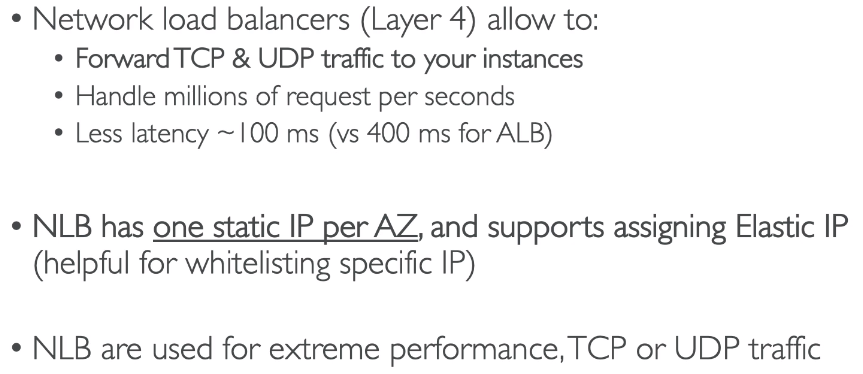 • Network load balancers (Layer 4) allow to:
• Forward TCP & UDP traffic to your instances
• Handle millions of request per seconds
• Less latency ~100 ms (vs 400 ms for ALB)
• NLB has one static IP per AZ, and supports assigning Elastic IP
(helpful for whitelisting specific IP)
• NLB are used for extreme performance, TCP or UDP traffic